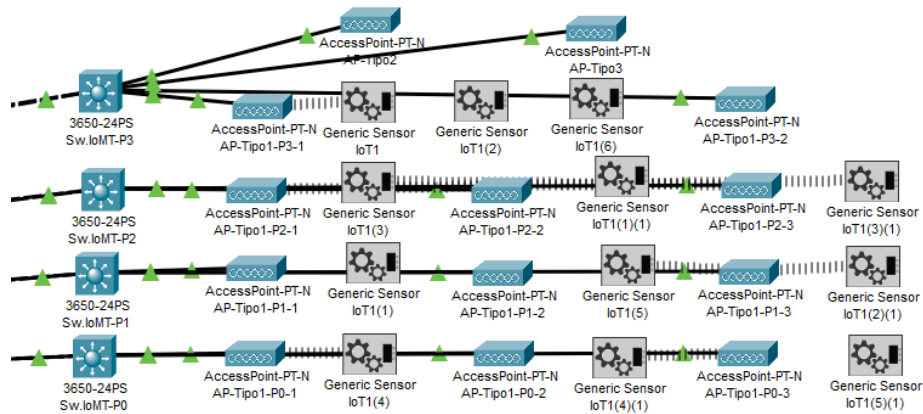 AccessPoint-PT-N
AP-Tipo2
AccessPoint-PT-N
AP-Tipo3
3650-24PS
Sw.IoMT-P3
AccessPoint-PT-N
AP-Tipo1-P3-1
Generic Sensor
IoT1
Generic Sensor
IoT1(2)
Generic Sensor
IoT1(6)
AccessPoint-PT-N
AP-Tipo1-P3-2
3650-24PS
Sw.IoMT-P2
AccessPoint-PT-N
AP-Tipo1-P2-1
Generic Sensor
IoT1(3)
AccessPoint-PT-N
AP-Tipo1-P2-2
Generic Sensor
IoT1(1)(1)
AccessPoint-PT-N
AP-Tipo1-P2-3
Generic Sensor
IoT1(3)(1)
3650-24PS
Sw.IoMT-P1
AccessPoint-PT-N
AP-Tipo1-P1-1
Generic Sensor
IoT1(1)
AccessPoint-PT-N
AP-Tipo1-P1-2
Generic Sensor
IoT1(5)
AccessPoint-PT-N
AP-Tipo1-P1-3
Generic Sensor
IoT1(2)(1)
3650-24PS
Sw.IoMT-P0
AccessPoint-PT-N
AP-Tipo1-P0-1
Generic Sensor
IoT1(4)
AccessPoint-PT-N
AP-Tipo1-P0-2
Generic Sensor
IoT1(4)(1)
AccessPoint-PT-N
AP-Tipo1-P0-3
Generic Sensor
IoT1(5)(1)